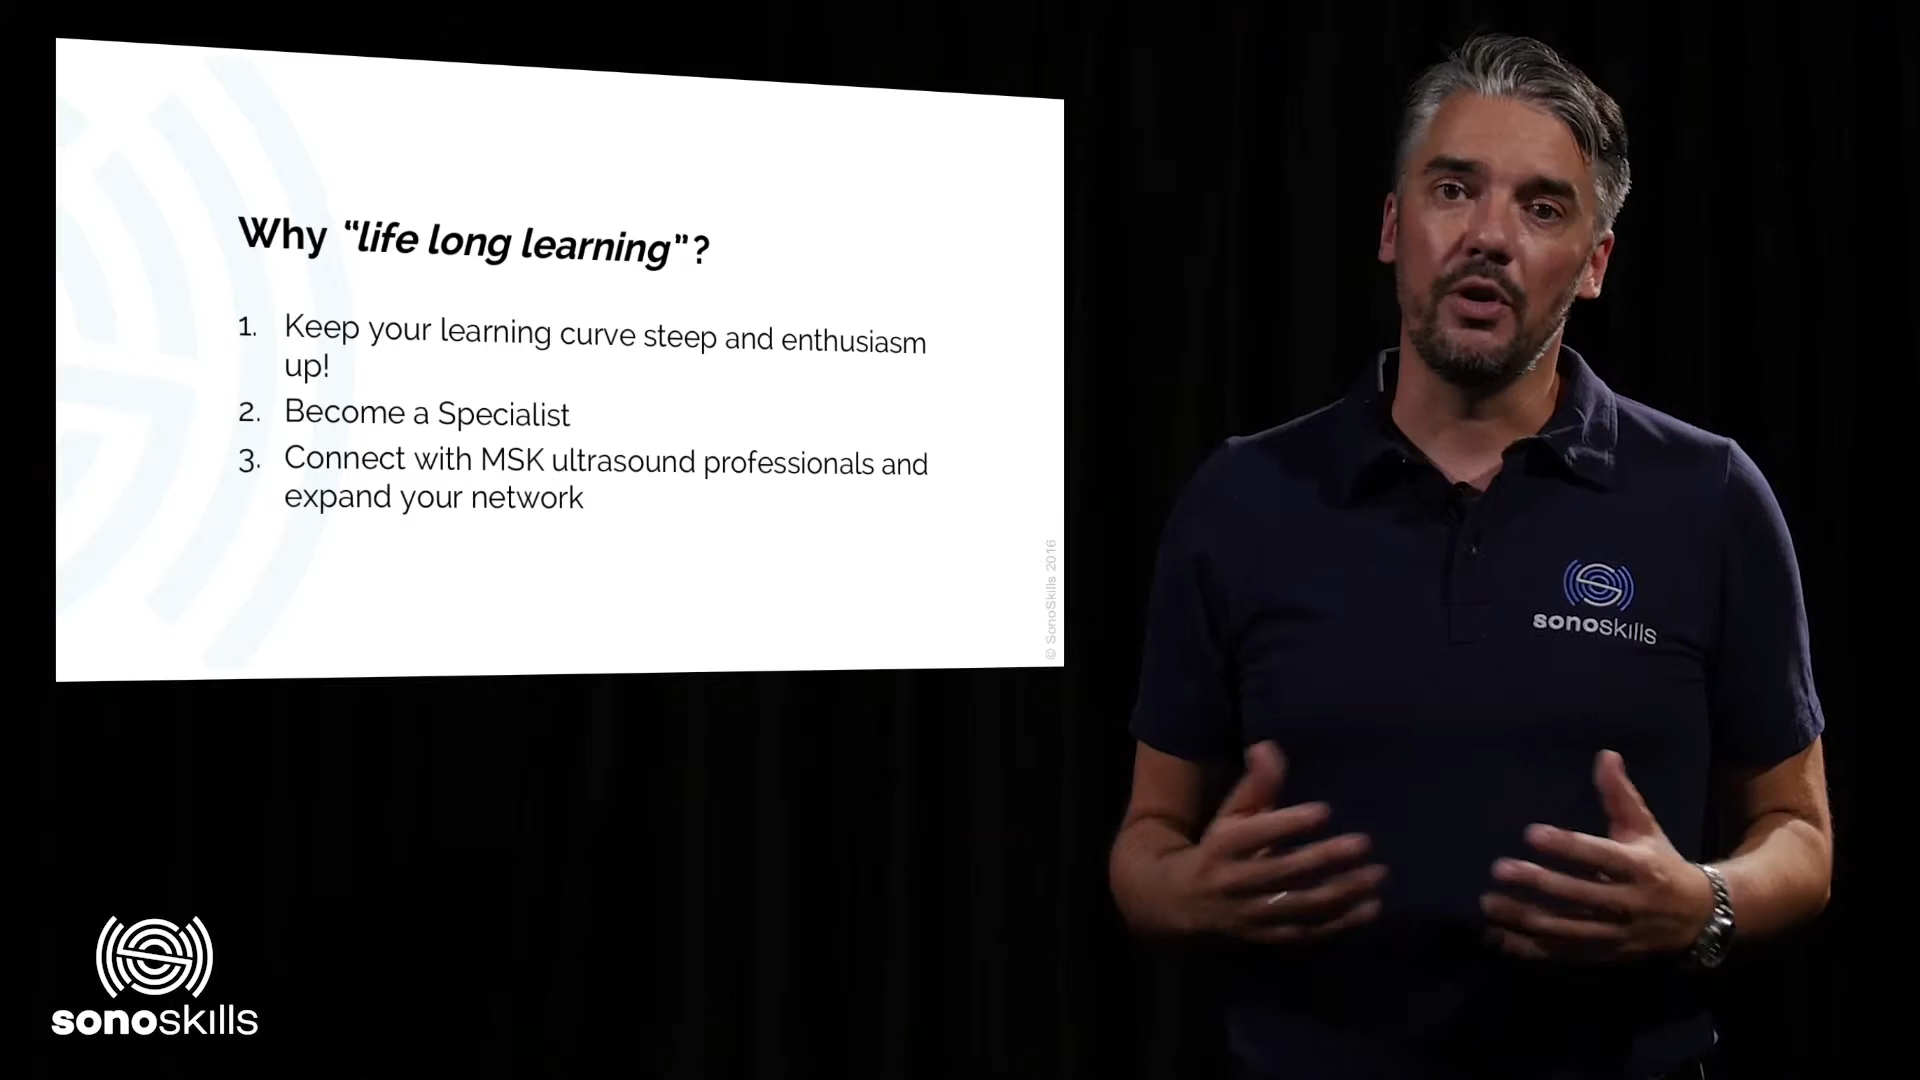 Why “life long learning”?
1. Keep your learning curve steep and enthusiasm
up!
2. Become a Specialist
3. Connect with MSK ultrasound professionals and
expand your network
© SonoSkills 2016
sonoskills
sonoskills